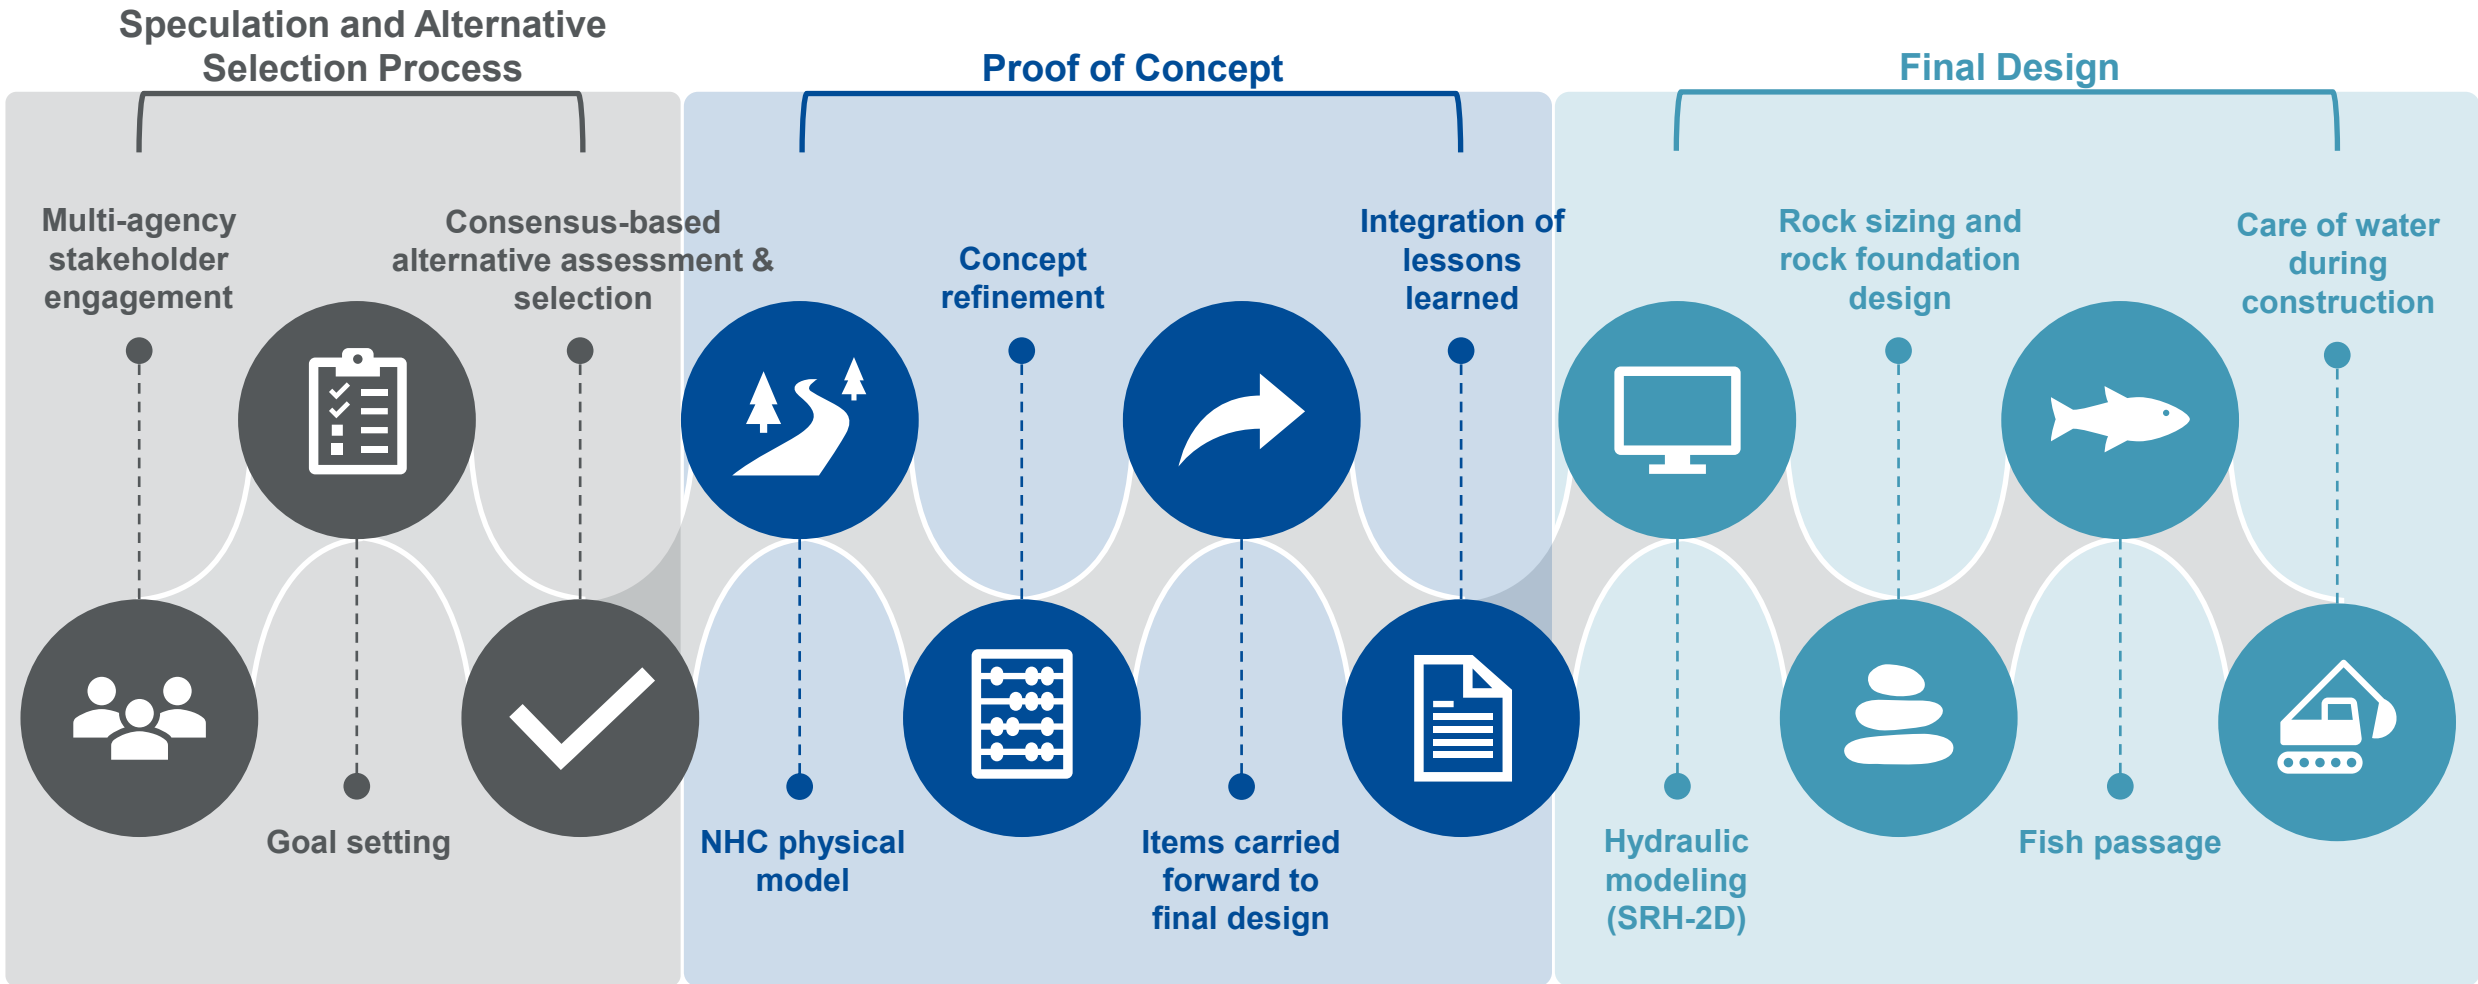 Speculation and Alternative
Selection Process
Proof of Concept
Final Design
Multi-agency
stakeholder
engagement
Goal setting
Consensus-based
alternative assessment &
selection
NHC physical
model
Concept
refinement
Items carried
forward to
final design
Integration of
lessons
learned
Hydraulic
modeling
(SRH-2D)
Rock sizing and
rock foundation
design
Fish passage
Care of water
during
construction